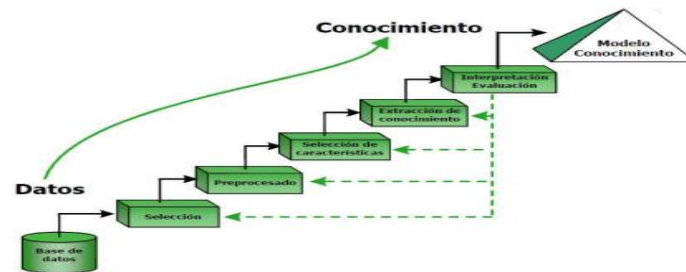 Conocimiento
Modelo
Conocimiento
Interpretación
Evaluación
Extracción de
conocimiento
Selección de
características
Datos
Preprocesado
Selección
Base de
datos